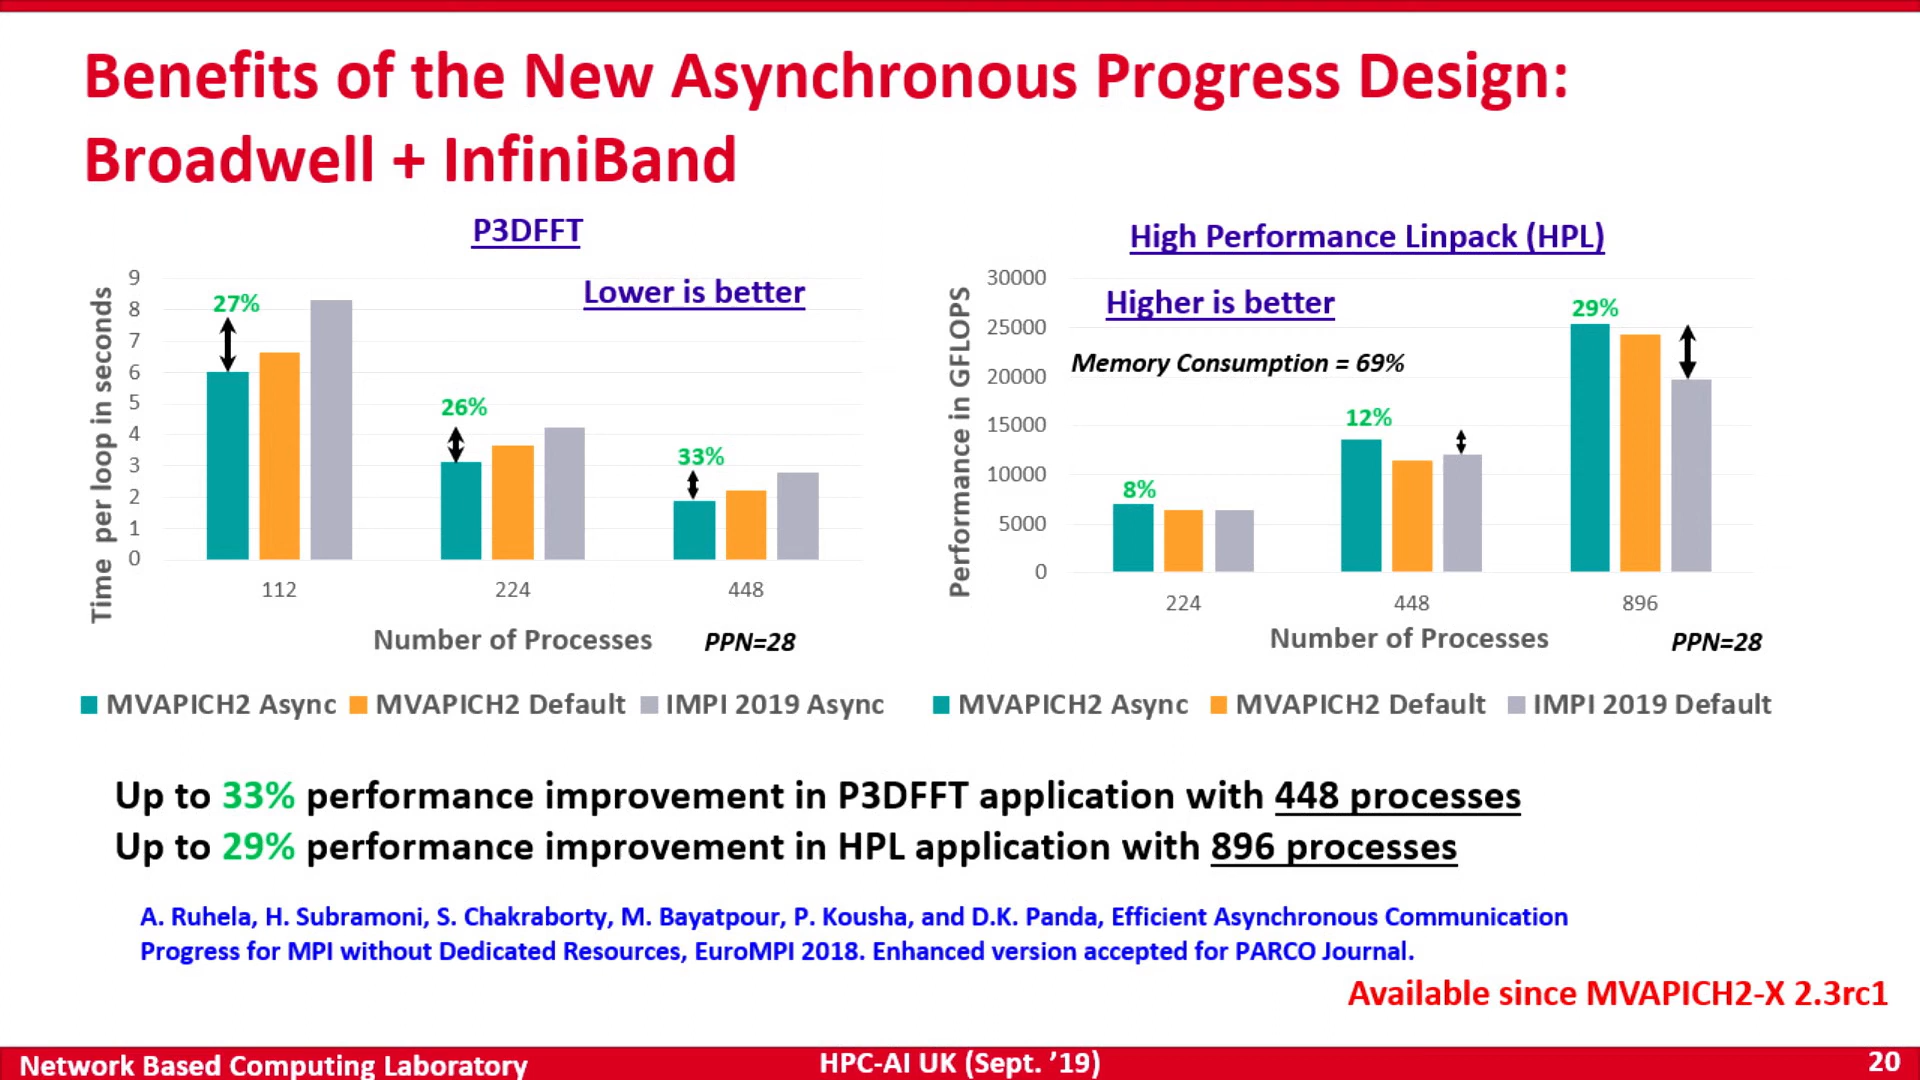 Benefits of the New Asynchronous Progress Design:
Broadwell + InfiniBand
P3DFFT
Lower is better
Time per loop in seconds
9
8
7
6
5
4
3
2
1
0
27%
26%
33%
112
224
448
Number of Processes
PPN=28
MVAPICH2 Async
MVAPICH2 Default
IMPI 2019 Async
High Performance Linpack (HPL)
Higher is better
Memory Consumption = 69%
Performance in GFLOPS
30000
25000
20000
15000
10000
5000
0
8%
12%
29%
224
448
896
Number of Processes
PPN=28
MVAPICH2 Async
MVAPICH2 Default
IMPI 2019 Default
Up to 33% performance improvement in P3DFFT application with 448 processes
Up to 29% performance improvement in HPL application with 896 processes
A. Ruhela, H. Subramoni, S. Chakraborty, M. Bayatpour, P. Kousha, and D.K. Panda, Efficient Asynchronous Communication
Progress for MPI without Dedicated Resources, EuroMPI 2018. Enhanced version accepted for PARCO Journal.
Available since MVAPICH2-X 2.3rc1
Network Based Computing Laboratory
HPC-AI UK (Sept. ’19)
20